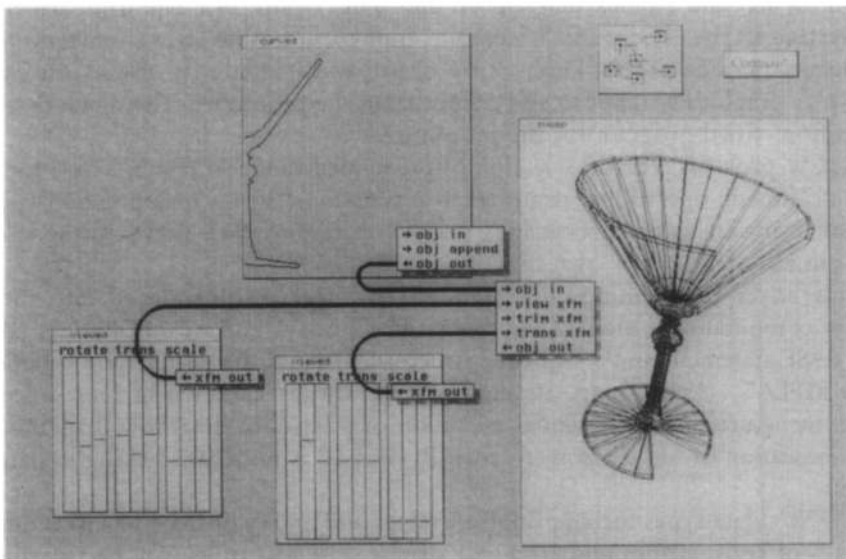 curved
→ obj in
→ obj append
← obj out
→ obj in
→ view xfm
→ trim xfm
→ trans xfm
← obj out
rotate trans scale
← xfm out
rotate trans scale
← xfm out